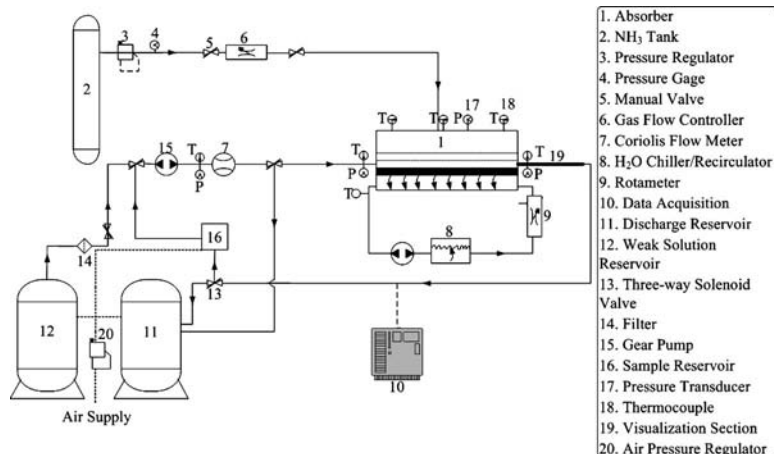 3
4
5
6
2
T
T
P
17
T
18
1
15
T
P
7
T
P
T
P
19
T
8
9
16
14
13
12
11
20
10
Air Supply
1. Absorber
2. NH3 Tank
3. Pressure Regulator
4. Pressure Gage
5. Manual Valve
6. Gas Flow Controller
7. Coriolis Flow Meter
8. H2O Chiller/Recirculator
9. Rotameter
10. Data Acquisition
11. Discharge Reservoir
12. Weak Solution
Reservoir
13. Three-way Solenoid
Valve
14. Filter
15. Gear Pump
16. Sample Reservoir
17. Pressure Transducer
18. Thermocouple
19. Visualization Section
20. Air Pressure Regulator